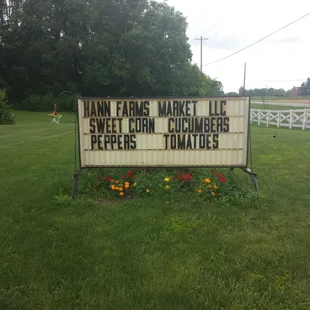 HANN FARMS MARKET LLC
SWEET CORN CUCUMBERS
PEPPERS TOMATOES